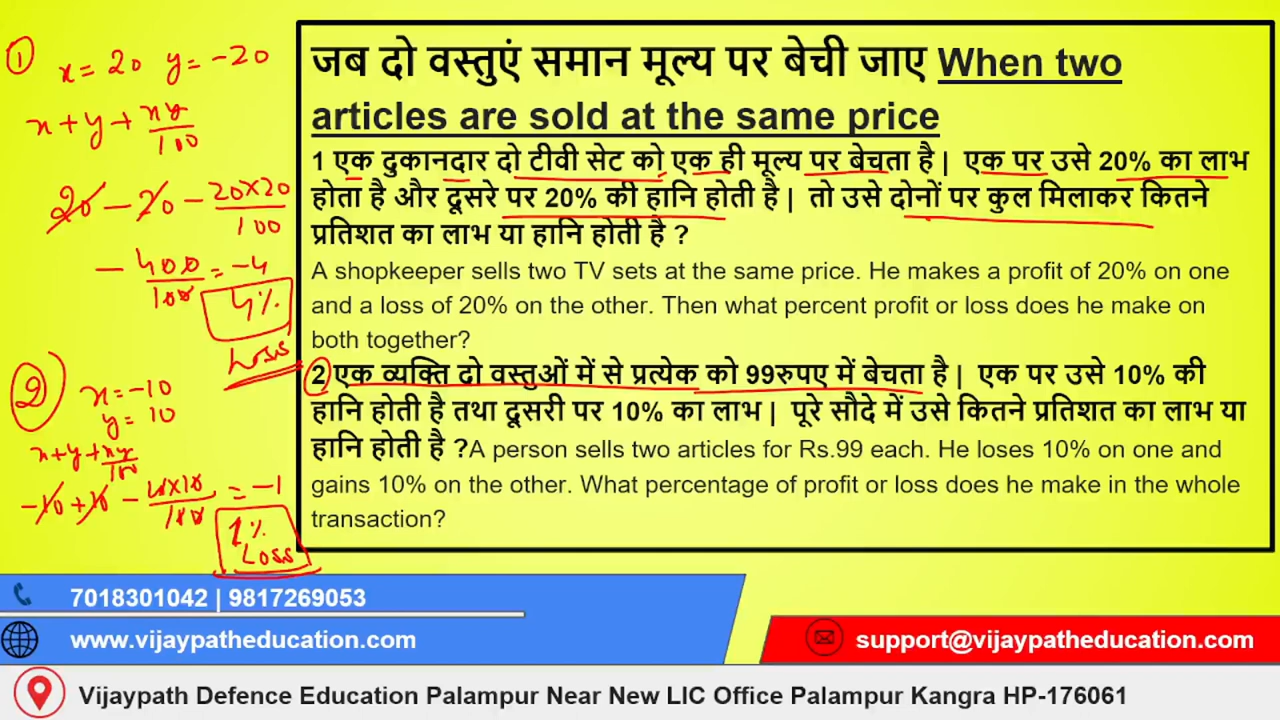 ① x = 20 y = -20
x + y + xy/100
20 - 20 - 20×20/100
- 400/100 = -4
4%
Loss
② x = -10
y = 10
x + y + xy/100
-10 + 10 - 10×10/100 = -1
1%
Loss
जब दो वस्तुएं समान मूल्य पर बेची जाए When two
articles are sold at the same price
1 एक दुकानदार दो टीवी सेट को एक ही मूल्य पर बेचता है| एक पर उसे 20% का लाभ
होता है और दूसरे पर 20% की हानि होती है| तो उसे दोनों पर कुल मिलाकर कितने
प्रतिशत का लाभ या हानि होती है ?
A shopkeeper sells two TV sets at the same price. He makes a profit of 20% on one
and a loss of 20% on the other. Then what percent profit or loss does he make on
both together?
2 एक व्यक्ति दो वस्तुओं में से प्रत्येक को 99रुपए में बेचता है| एक पर उसे 10% की
हानि होती है तथा दूसरी पर 10% का लाभ| पूरे सौदे में उसे कितने प्रतिशत का लाभ या
हानि होती है ?A person sells two articles for Rs.99 each. He loses 10% on one and
gains 10% on the other. What percentage of profit or loss does he make in the whole
transaction?
7018301042 | 9817269053
www.vijaypatheducation.com
support@vijaypatheducation.com
Vijaypath Defence Education Palampur Near New LIC Office Palampur Kangra HP-176061